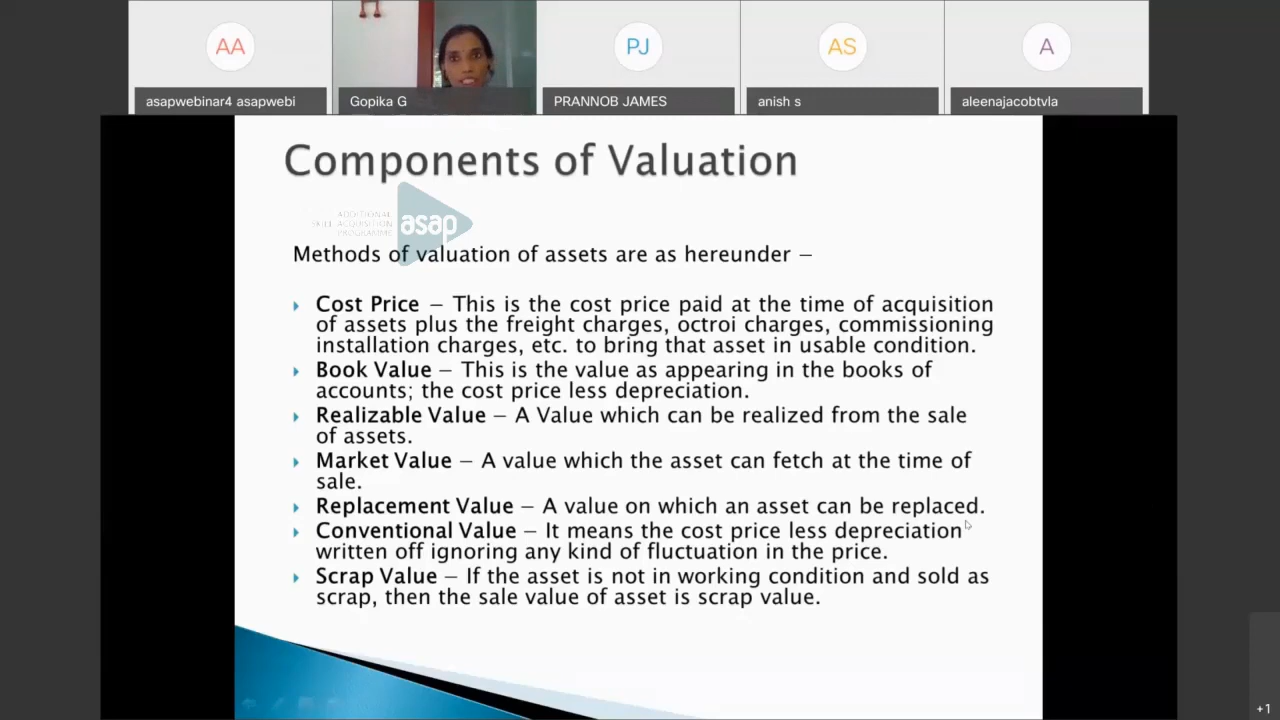 AA
PJ
AS
A
asapwebinar4 asapwebi
Gopika G
PRANNOB JAMES
anish s
aleenajacobtvla
Components of Valuation
ADDITIONAL
SKILL ACQUISITION
PROGRAMME
asap
Methods of valuation of assets are as hereunder –
Cost Price – This is the cost price paid at the time of acquisition
of assets plus the freight charges, octroi charges, commissioning
installation charges, etc. to bring that asset in usable condition.
Book Value – This is the value as appearing in the books of
accounts; the cost price less depreciation.
Realizable Value – A Value which can be realized from the sale
of assets.
Market Value – A value which the asset can fetch at the time of
sale.
Replacement Value – A value on which an asset can be replaced.
Conventional Value – It means the cost price less depreciation
written off ignoring any kind of fluctuation in the price.
Scrap Value – If the asset is not in working condition and sold as
scrap, then the sale value of asset is scrap value.
+1